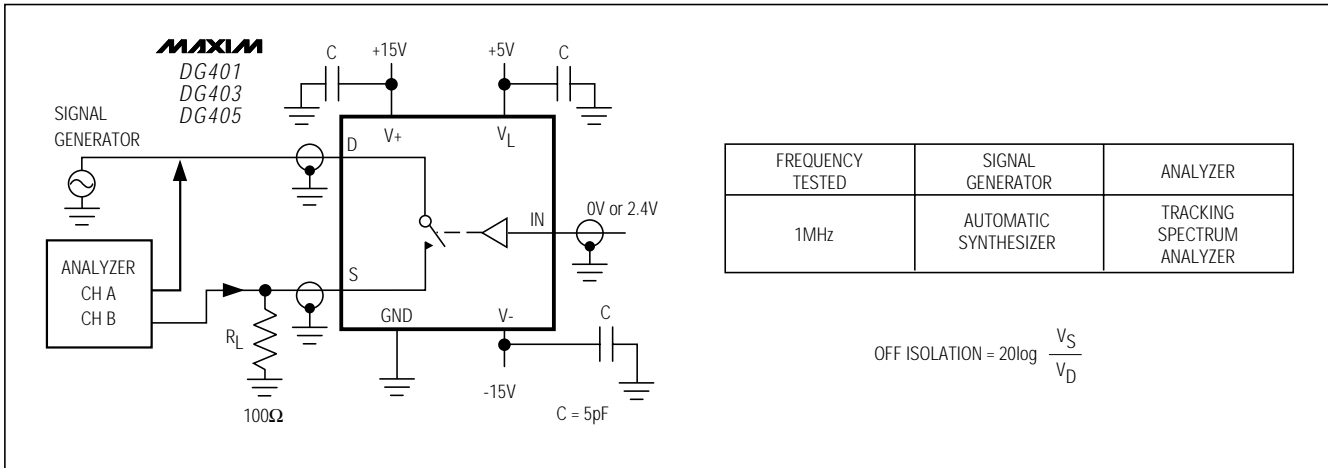 MAXIM
DG401
DG403
DG405
C
+15V
+5V
C
SIGNAL
GENERATOR
V+
VL
D
IN
0V or 2.4V
ANALYZER
CH A
CH B
S
RL
GND
V-
C
100Ω
-15V
C = 5pF
FREQUENCY
TESTED
SIGNAL
GENERATOR
ANALYZER
1MHz
AUTOMATIC
SYNTHESIZER
TRACKING
SPECTRUM
ANALYZER
OFF ISOLATION = 20log VS
VD